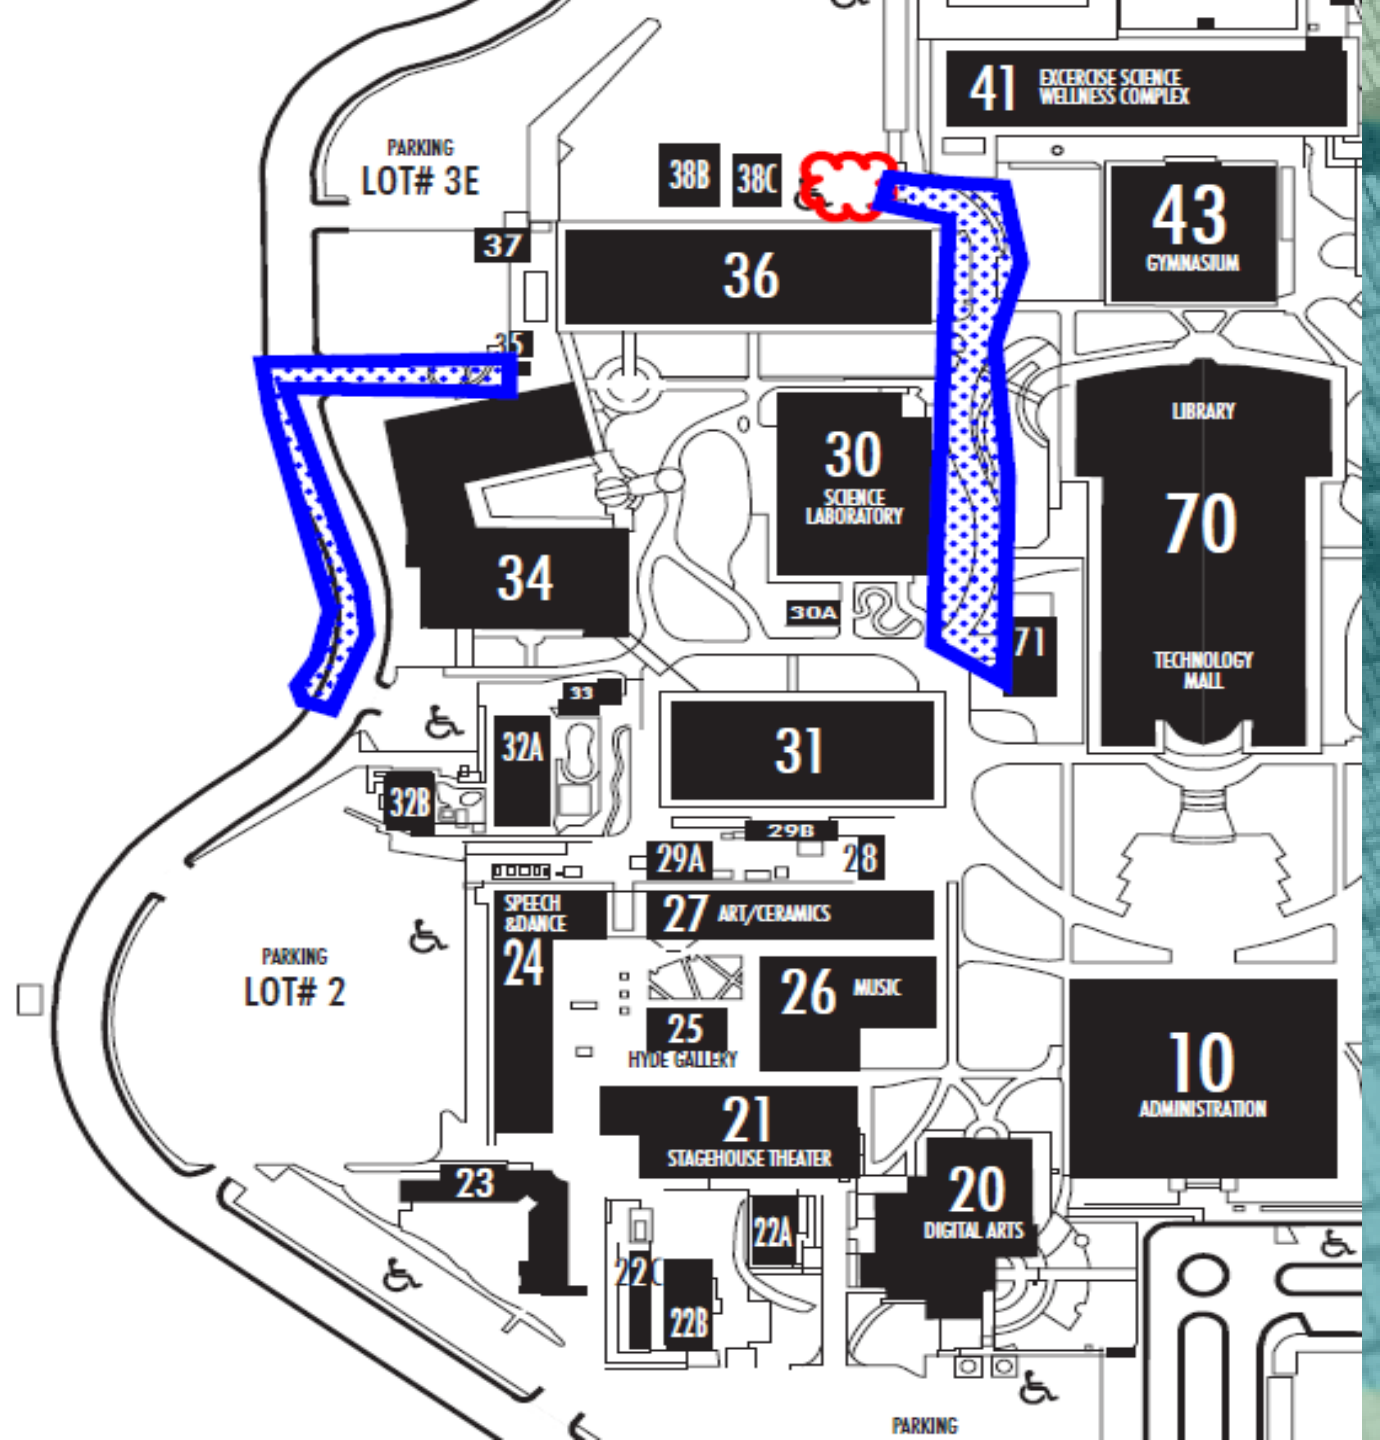 41 EXCERCISE SCIENCE
WELLNESS COMPLEX
PARKING
LOT# 3E
38B
38C
43
GYMNASIUM
37
36
35
LIBRARY
30
SCIENCE
LABORATORY
70
34
30A
71
TECHNOLOGY
MALL
33
32A
31
32B
29B
29A
28
SPEECH
&DANCE
27 ART/CERAMICS
24
PARKING
LOT# 2
26 MUSIC
25
HYDE GALLERY
10
ADMINISTRATION
21
STAGEHOUSE THEATER
23
20
DIGITAL ARTS
22A
22C
22B
PARKING